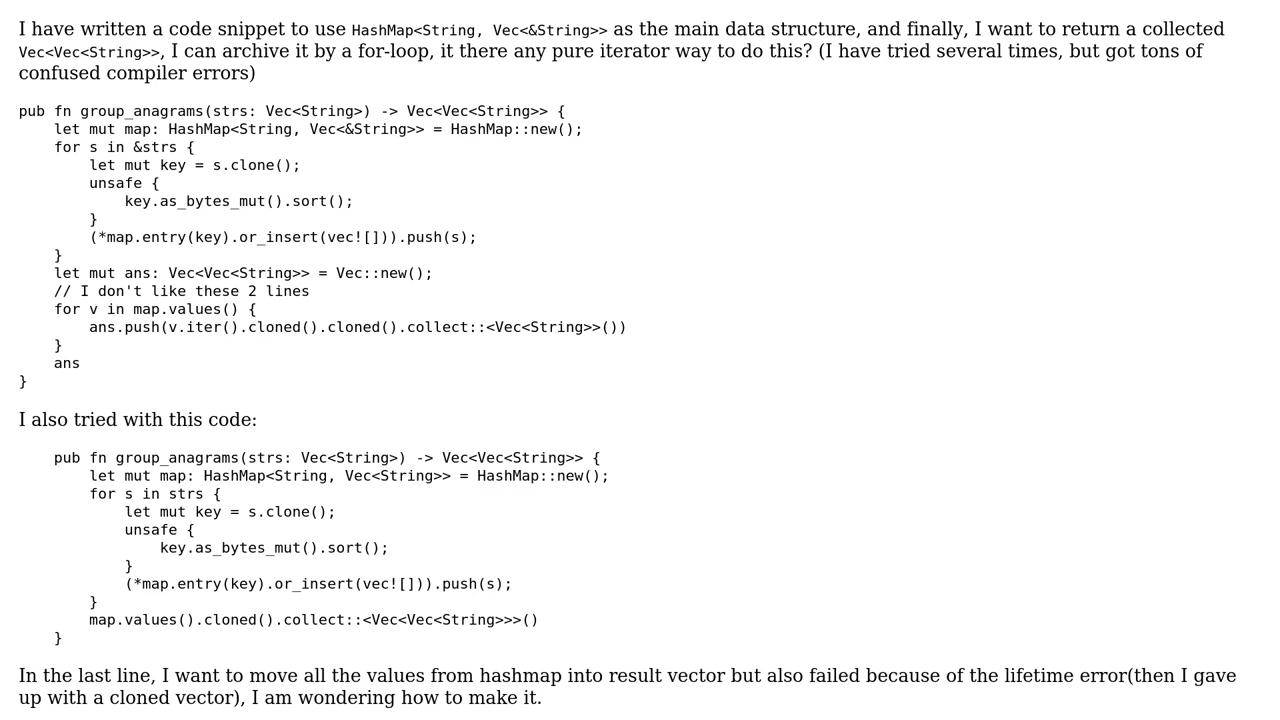 I have written a code snippet to use HashMap<String, Vec<&String>> as the main data structure, and finally, I want to return a collected
Vec<Vec<String>>, I can archive it by a for-loop, it there any pure iterator way to do this? (I have tried several times, but got tons of
confused compiler errors)
pub fn group_anagrams(strs: Vec<String>) -> Vec<Vec<String>> {
    let mut map: HashMap<String, Vec<&String>> = HashMap::new();
    for s in &strs {
        let mut key = s.clone();
        unsafe {
            key.as_bytes_mut().sort();
        }
        (*map.entry(key).or_insert(vec![])).push(s);
    }
    let mut ans: Vec<Vec<String>> = Vec::new();
    // I don't like these 2 lines
    for v in map.values() {
        ans.push(v.iter().cloned().cloned().collect::<Vec<String>>())
    }
    ans
}
I also tried with this code:
    pub fn group_anagrams(strs: Vec<String>) -> Vec<Vec<String>> {
        let mut map: HashMap<String, Vec<String>> = HashMap::new();
        for s in strs {
            let mut key = s.clone();
            unsafe {
                key.as_bytes_mut().sort();
            }
            (*map.entry(key).or_insert(vec![])).push(s);
        }
        map.values().cloned().collect::<Vec<Vec<String>>>()
    }
In the last line, I want to move all the values from hashmap into result vector but also failed because of the lifetime error(then I gave
up with a cloned vector), I am wondering how to make it.